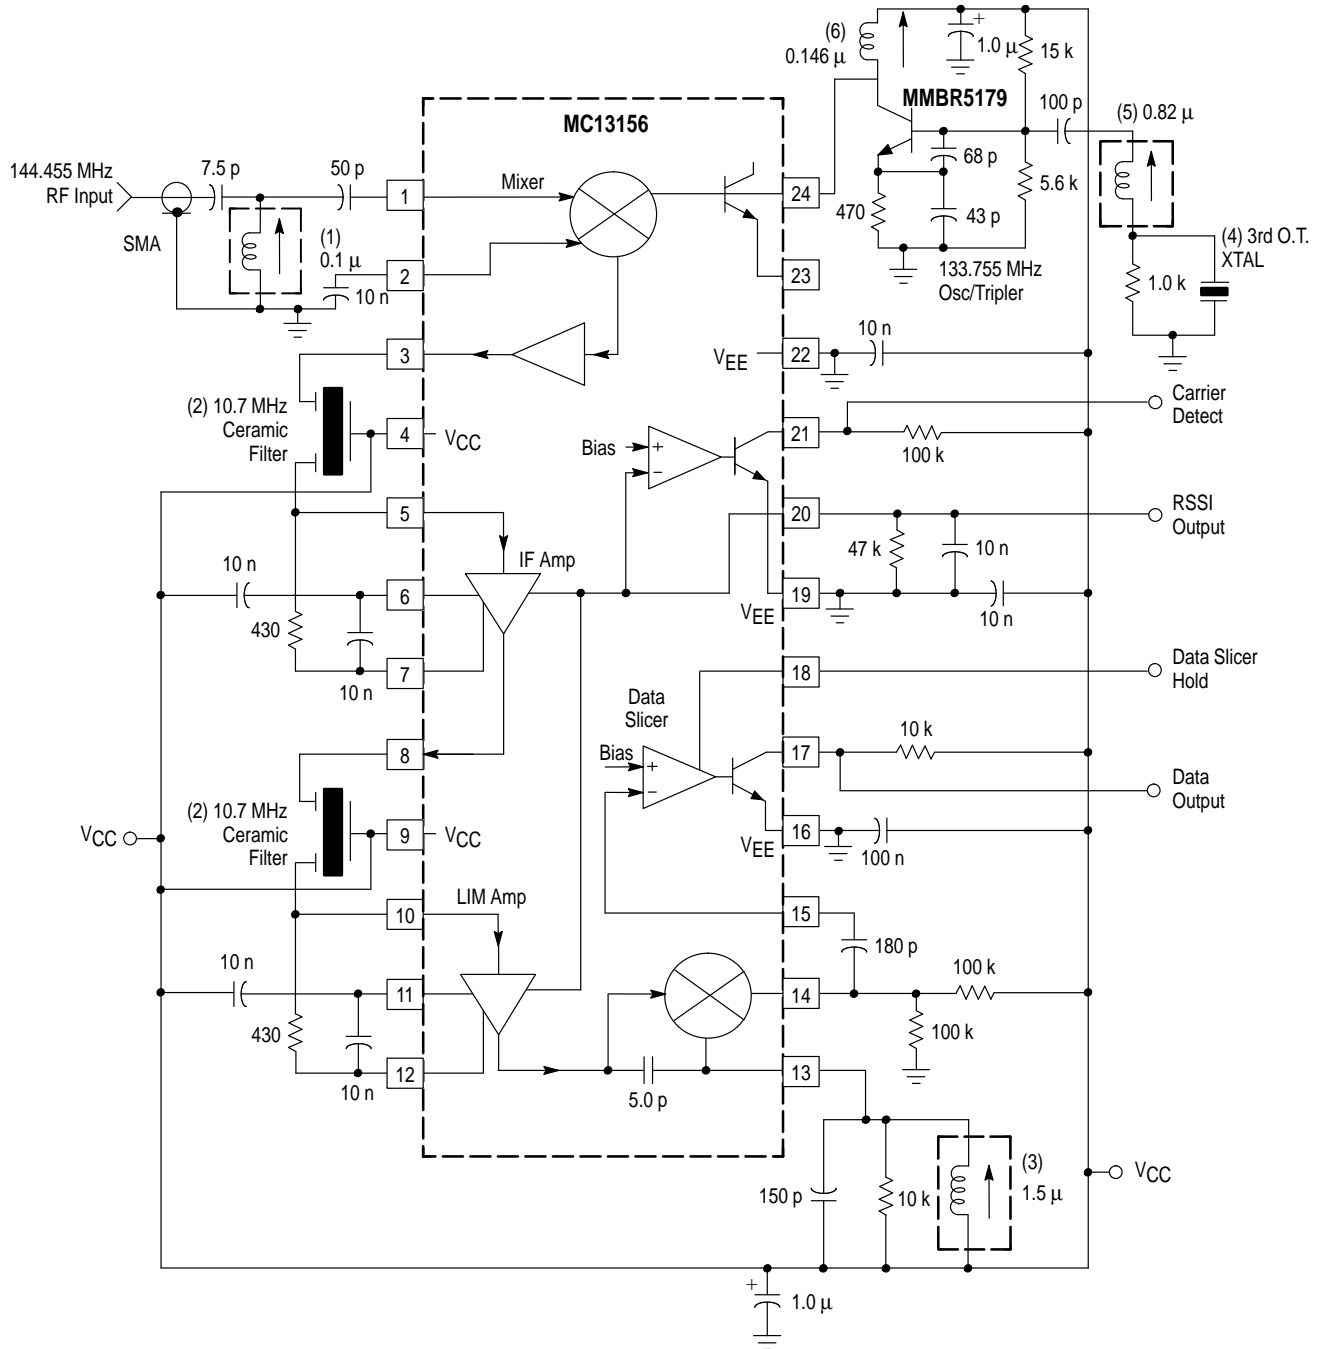 (6)
0.146 µ
+
1.0 µ
15 k
MMBR5179
100 p
(5) 0.82 µ
MC13156
144.455 MHz
RF Input
7.5 p
50 p
1
Mixer
24
68 p
5.6 k
470
43 p
SMA
(1)
0.1 µ
10 n
2
23
133.755 MHz
Osc/Tripler
1.0 k
(4) 3rd O.T.
XTAL
3
VEE
22
10 n
(2) 10.7 MHz
Ceramic
Filter
4
VCC
Bias
+
–
21
100 k
Carrier
Detect
5
20
RSSI
Output
47 k
10 n
10 n
IF Amp
6
VEE
19
10 n
430
10 n
7
18
Data Slicer
Hold
Data
Slicer
8
Bias
+
–
17
10 k
Data
Output
(2) 10.7 MHz
Ceramic
Filter
VCC
9
VCC
VEE
16
100 n
LIM Amp
10
15
180 p
10 n
11
14
100 k
100 k
430
10 n
12
5.0 p
13
150 p
10 k
(3)
1.5 µ
VCC
+
1.0 µ